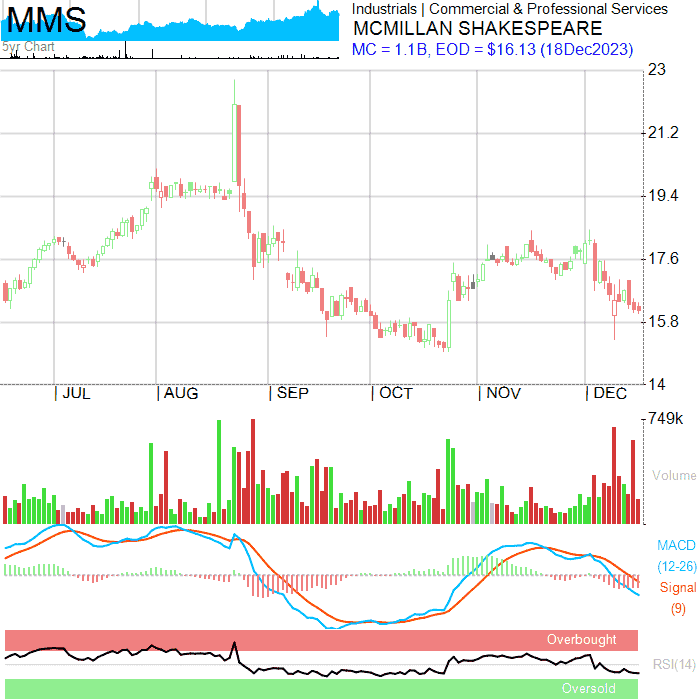 MMS
5yr Chart
Industrials | Commercial & Professional Services
MCMILLAN SHAKESPEARE
MC = 1.1B, EOD = $16.13 (18Dec2023)
23
21.2
19.4
17.6
15.8
14
| JUL | AUG | SEP | OCT | NOV | DEC
749k
Volume
MACD
(12-26)
Signal
(9)
Overbought
RSI(14)
Oversold